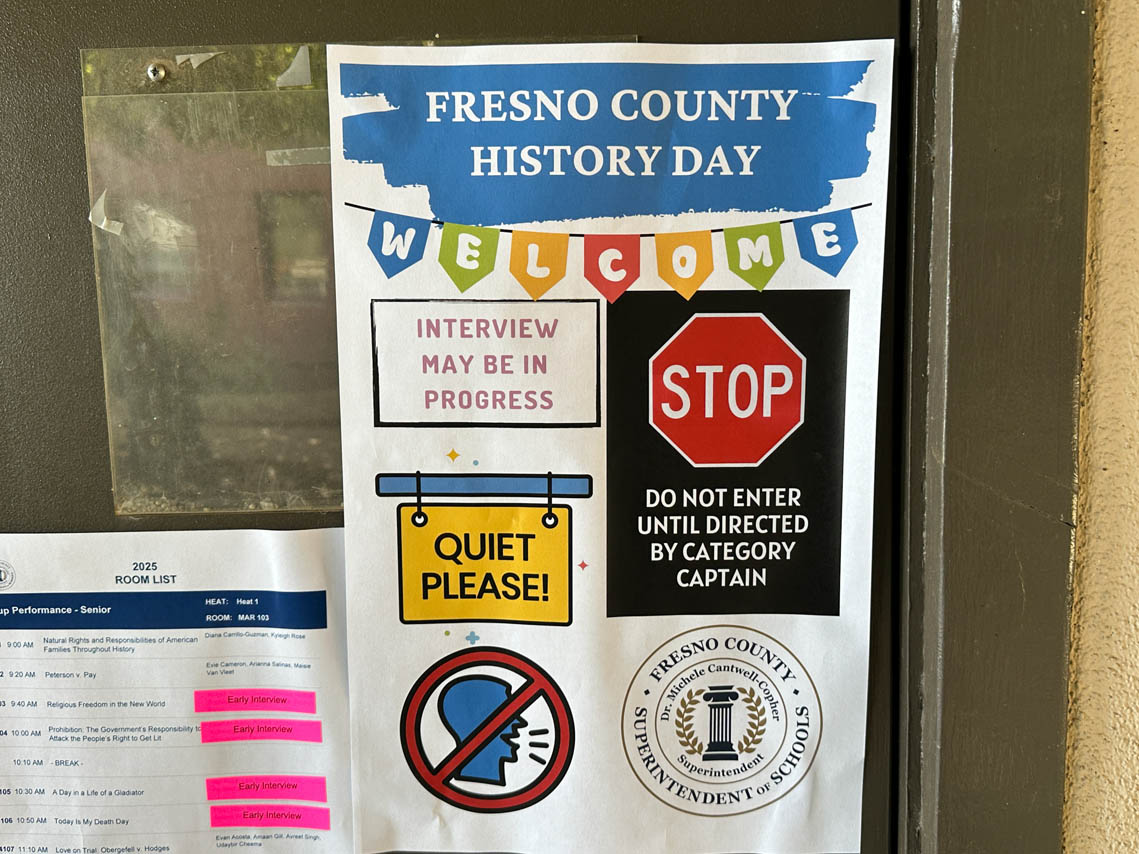 FRESNO COUNTY
HISTORY DAY
WELCOME
INTERVIEW
MAY BE IN
PROGRESS
STOP
DO NOT ENTER
UNTIL DIRECTED
BY CATEGORY
CAPTAIN
QUIET
PLEASE!
FRESNO COUNTY
Dr. Michele Cantwell-Copher
Superintendent
SUPERINTENDENT OF SCHOOLS
2025
ROOM LIST
up Performance - Senior
HEAT: Heat 1
ROOM: MAR 103
9:00 AM Natural Rights and Responsibilities of American Diana Carrillo-Guzman, Kyleigh Rose
Families Throughout History
2 9:20 AM Peterson v. Pay Evie Cameron, Arianna Salinas, Maisie
Van Vleet
03 9:40 AM Religious Freedom in the New World Early Interview
04 10:00 AM Prohibition: The Government's Responsibility to Early Interview
Attack the People's Right to Get Lit
10:10 AM - BREAK -
105 10:30 AM A Day in a Life of a Gladiator Early Interview
106 10:50 AM Today Is My Death Day Early Interview
4107 11:10 AM Love on Trial: Obergefell v. Hodges Evan Acosta, Amaan Gill, Avreet Singh,
Udaybir Cheema